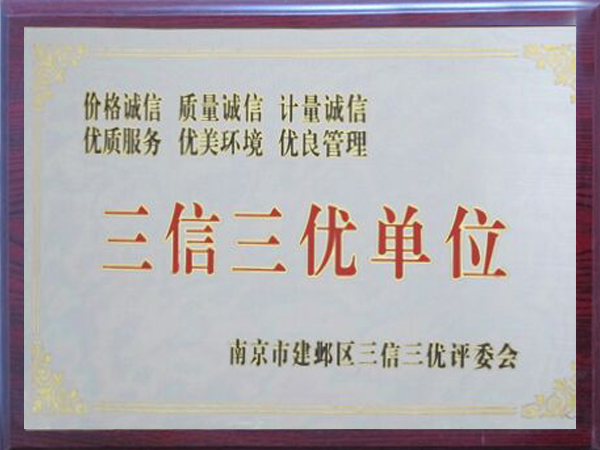 价格诚信 质量诚信 计量诚信
优质服务 优美环境 优良管理
三信三优单位
南京市建邺区三信三优评委会